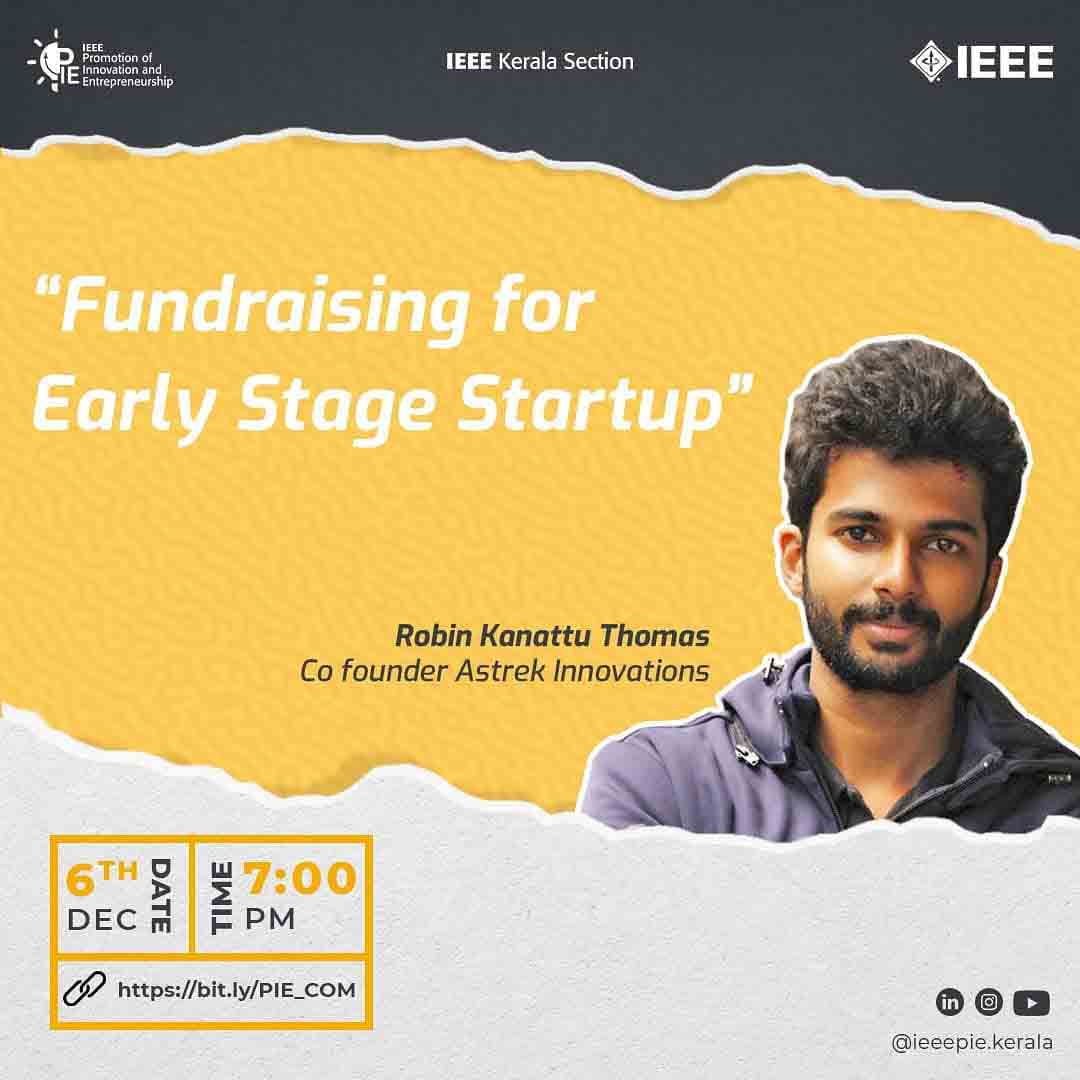 IEEE
Promotion of
Innovation and
Entrepreneurship
PIE
IEEE Kerala Section
IEEE
“Fundraising for
Early Stage Startup”
Robin Kanattu Thomas
Co founder Astrek Innovations
6TH
DEC
DATE
TIME
7:00
PM
https://bit.ly/PIE_COM
in
@ieeepie.kerala